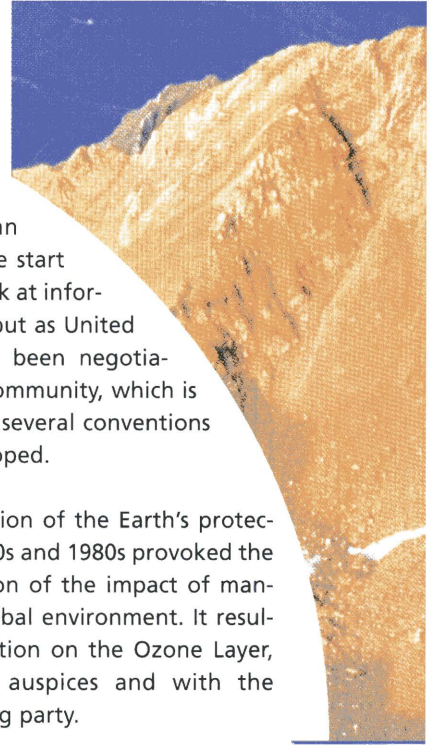 an
e start
k at infor-
out as United
been negotia-
ommunity, which is
several conventions
oped.
ion of the Earth's protec-
0s and 1980s provoked the
on of the impact of man-
bal environment. It resul-
tion on the Ozone Layer,
auspices and with the
g party.